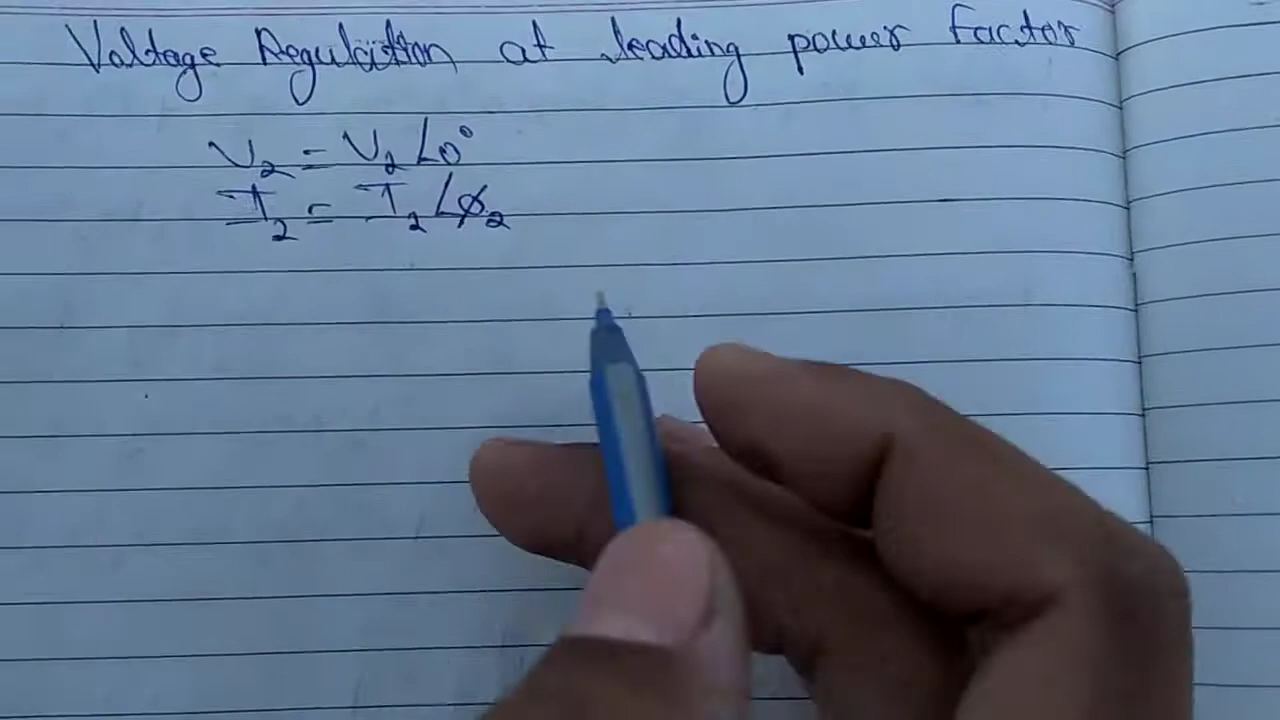 Voltage Regulation at leading power factor
V₂ = V₂ ∠0°
I₂ = I₂ ∠ϕ₂